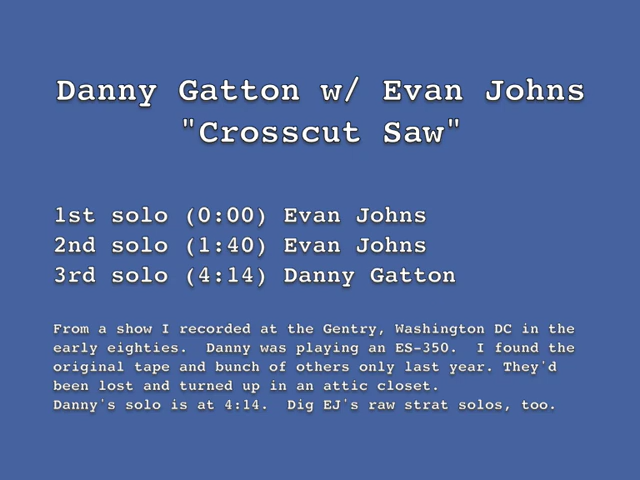 Danny Gatton w/ Evan Johns
"Crosscut Saw"
1st solo (0:00) Evan Johns
2nd solo (1:40) Evan Johns
3rd solo (4:14) Danny Gatton
From a show I recorded at the Gentry, Washington DC in the
early eighties.  Danny was playing an ES-350.  I found the
original tape and bunch of others only last year. They'd
been lost and turned up in an attic closet.
Danny's solo is at 4:14.  Dig EJ's raw strat solos, too.